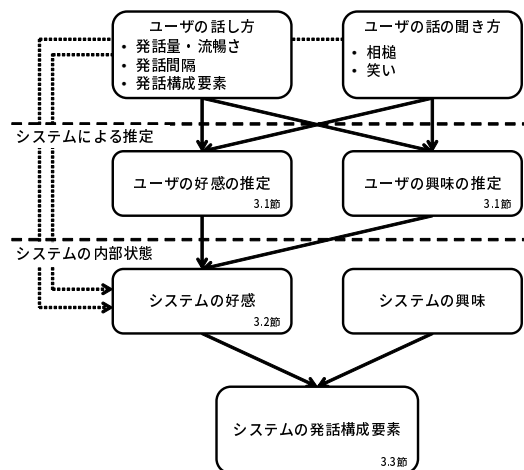 ユーザの話し方
• 発話量・流暢さ
• 発話間隔
• 発話構成要素
ユーザの話の聞き方
• 相槌
• 笑い
システムによる推定
ユーザの好感の推定
3.1節
ユーザの興味の推定
3.1節
システムの内部状態
システムの好感
3.2節
システムの興味
システムの発話構成要素
3.3節